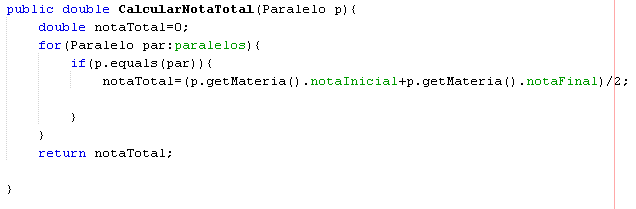 public double CalcularNotaTotal(Paralelo p){
    double notaTotal=0;
    for(Paralelo par:paralelos){
        if(p.equals(par)){
            notaTotal=(p.getMateria().notaInicial+p.getMateria().notaFinal)/2;
        }
    }
    return notaTotal;
}